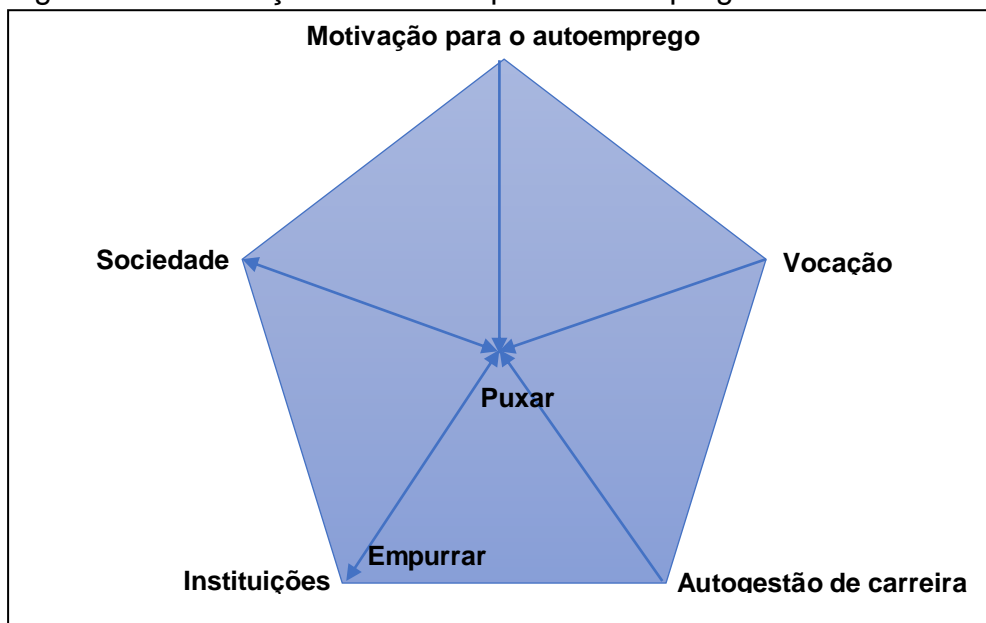 Motivação para o autoemprego
Sociedade
Vocação
Puxar
Empurrar
Instituições
Autogestão de carreira